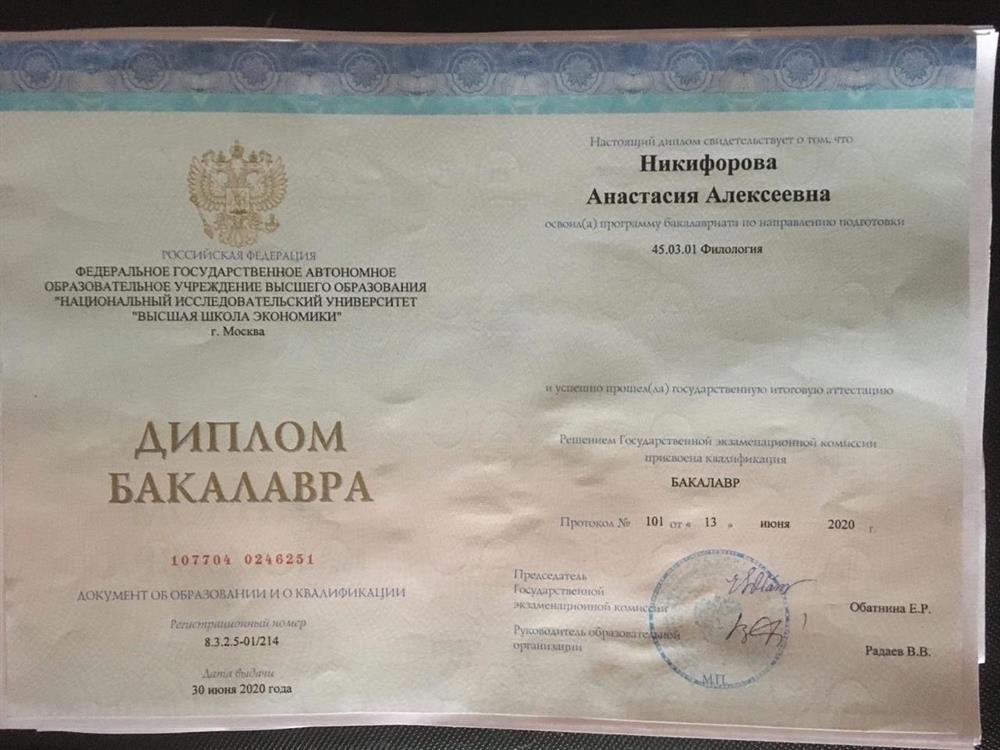 РОССИЙСКАЯ ФЕДЕРАЦИЯ
ФЕДЕРАЛЬНОЕ ГОСУДАРСТВЕННОЕ АВТОНОМНОЕ
ОБРАЗОВАТЕЛЬНОЕ УЧРЕЖДЕНИЕ ВЫСШЕГО ОБРАЗОВАНИЯ
"НАЦИОНАЛЬНЫЙ ИССЛЕДОВАТЕЛЬСКИЙ УНИВЕРСИТЕТ
"ВЫСШАЯ ШКОЛА ЭКОНОМИКИ"
г. Москва
ДИПЛОМ
БАКАЛАВРА
107704 0246251
ДОКУМЕНТ ОБ ОБРАЗОВАНИИ И О КВАЛИФИКАЦИИ
Регистрационный номер
8.3.2.5-01/214
Дата выдачи
30 июня 2020 года
Настоящий диплом свидетельствует о том, что
Никифорова
Анастасия Алексеевна
освоил(а) программу бакалавриата по направлению подготовки
45.03.01 Филология
и успешно прошел(ла) государственную итоговую аттестацию
Решением Государственной экзаменационной комиссии
присвоена квалификация
БАКАЛАВР
Протокол № 101 от « 13 » июня 2020 г.
Председатель
Государственной
экзаменационной комиссии
Обатнина Е.Р.
Руководитель образовательной
организации
Радаев В.В.
М.П.